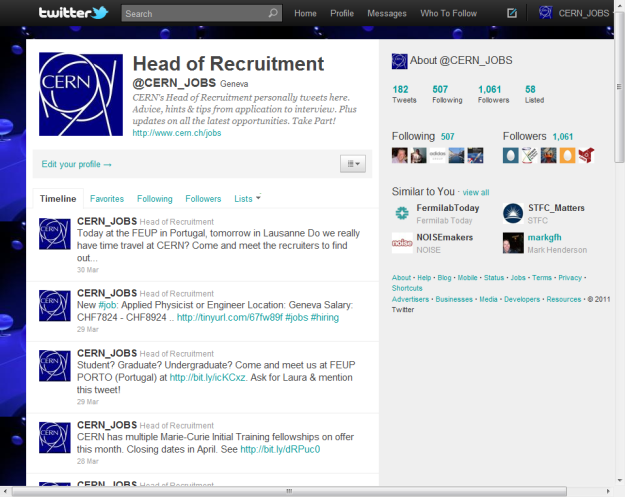 twitter
Search
Home Profile Messages Who To Follow
CERN_JOBS
CERN
Head of Recruitment
@CERN_JOBS Geneva
CERN's Head of Recruitment personally tweets here.
Advice, hints & tips from application to interview. Plus
updates on all the latest opportunities. Take Part!
http://www.cern.ch/jobs
Edit your profile →
Timeline Favorites Following Followers Lists
CERN_JOBS Head of Recruitment
Today at the FEUP in Portugal, tomorrow in Lausanne Do we
really have time travel at CERN? Come and meet the recruiters to find
out...
30 Mar
CERN_JOBS Head of Recruitment
New #job: Applied Physicist or Engineer Location: Geneva Salary:
CHF7824 - CHF8924 .. http://tinyurl.com/67fw89f #jobs #hiring
29 Mar
CERN_JOBS Head of Recruitment
Student? Graduate? Undergraduate? Come and meet us at FEUP
PORTO (Portugal) at http://bit.ly/icKCxz. Ask for Laura & mention
this tweet!
29 Mar
CERN_JOBS Head of Recruitment
CERN has multiple Marie-Curie Initial Training fellowships on offer
this month. Closing dates in April. See http://bit.ly/dRPuc0
28 Mar
CERN_JOBS Head of Recruitment
About @CERN_JOBS
182 507 1,061 58
Tweets Following Followers Listed
Following 507 Followers 1,061
Similar to You · view all
FermilabToday STFC_Matters
Fermilab Today STFC
NOISEmakers markgfh
NOISE Mark Henderson
About · Help · Blog · Mobile · Status · Jobs · Terms · Privacy ·
Shortcuts
Advertisers · Businesses · Media · Developers · Resources · © 2011
Twitter